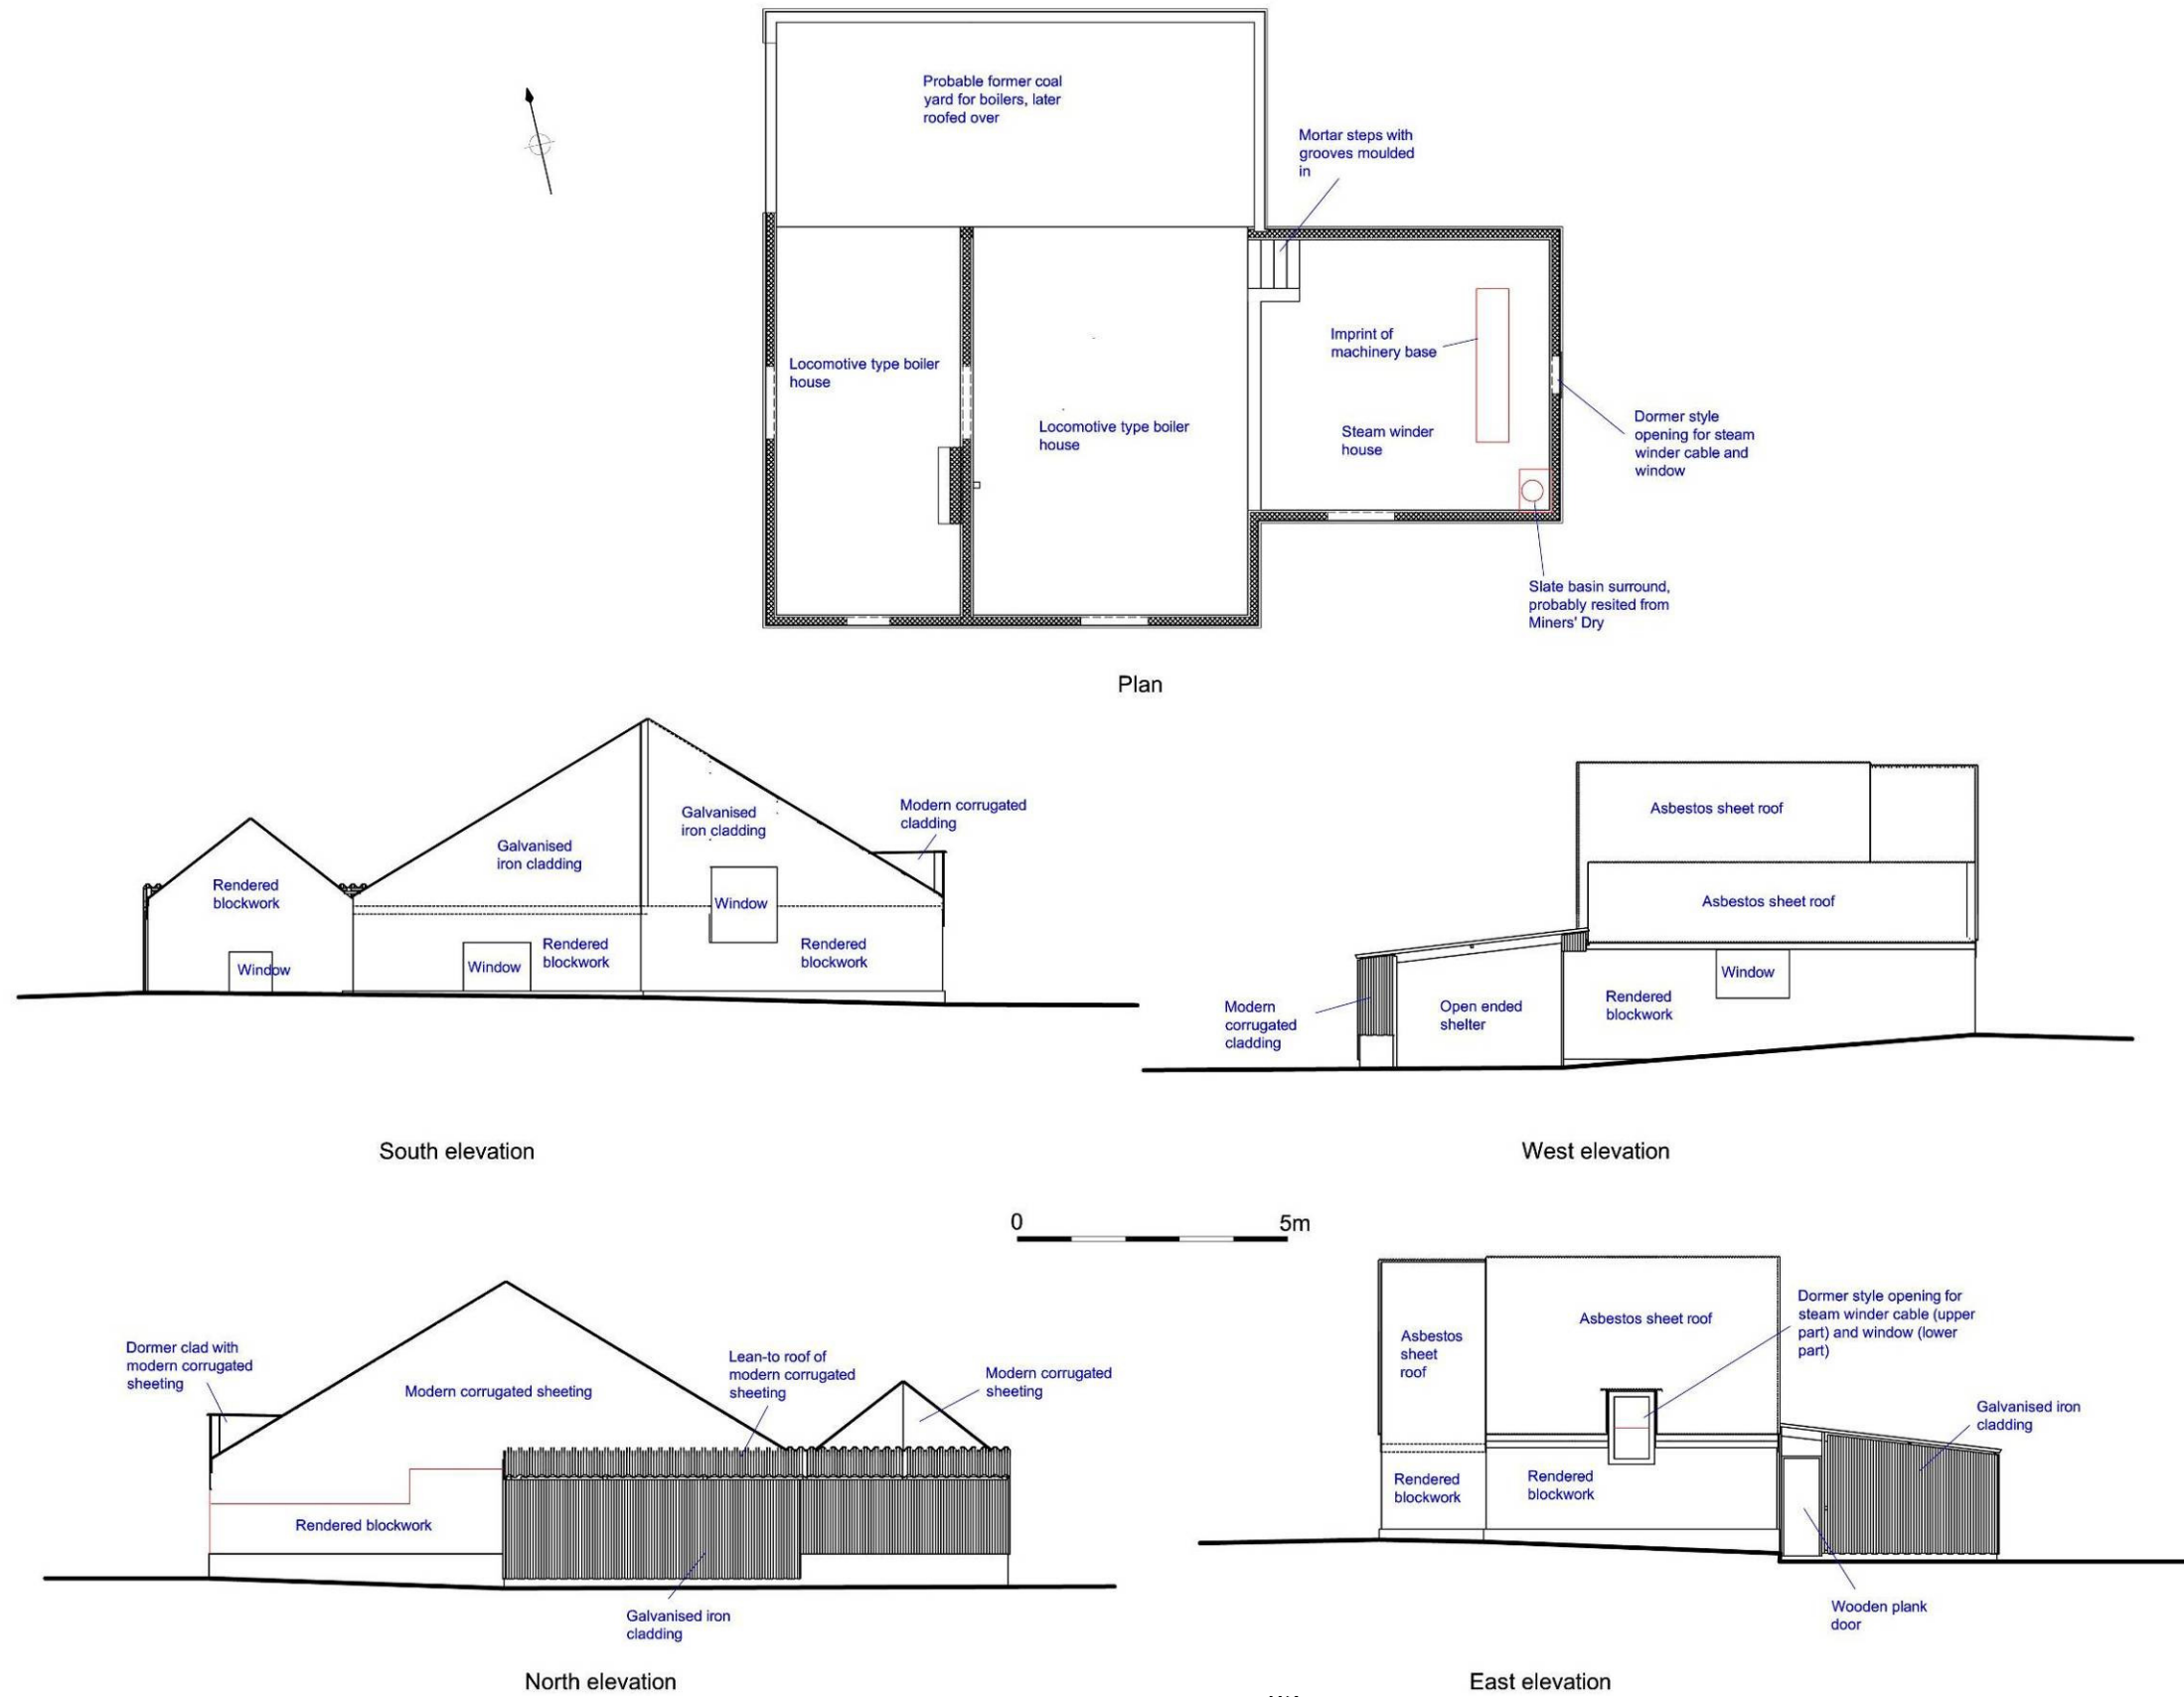 Probable former coal
yard for boilers, later
roofed over
Mortar steps with
grooves moulded
in
Locomotive type boiler
house
Locomotive type boiler
house
Imprint of
machinery base
Steam winder
house
Dormer style
opening for steam
winder cable and
window
Slate basin surround,
probably resited from
Miners' Dry
Plan
Rendered
blockwork
Window
Galvanised
iron cladding
Window
Rendered
blockwork
Galvanised
iron cladding
Window
Rendered
blockwork
Modern corrugated
cladding
South elevation
Asbestos sheet roof
Asbestos sheet roof
Window
Rendered
blockwork
Open ended
shelter
Modern
corrugated
cladding
West elevation
0 5m
Dormer clad with
modern corrugated
sheeting
Modern corrugated sheeting
Lean-to roof of
modern corrugated
sheeting
Modern corrugated
sheeting
Rendered blockwork
Galvanised iron
cladding
North elevation
Asbestos
sheet
roof
Asbestos sheet roof
Dormer style opening for
steam winder cable (upper
part) and window (lower
part)
Galvanised iron
cladding
Rendered
blockwork
Rendered
blockwork
Wooden plank
door
East elevation